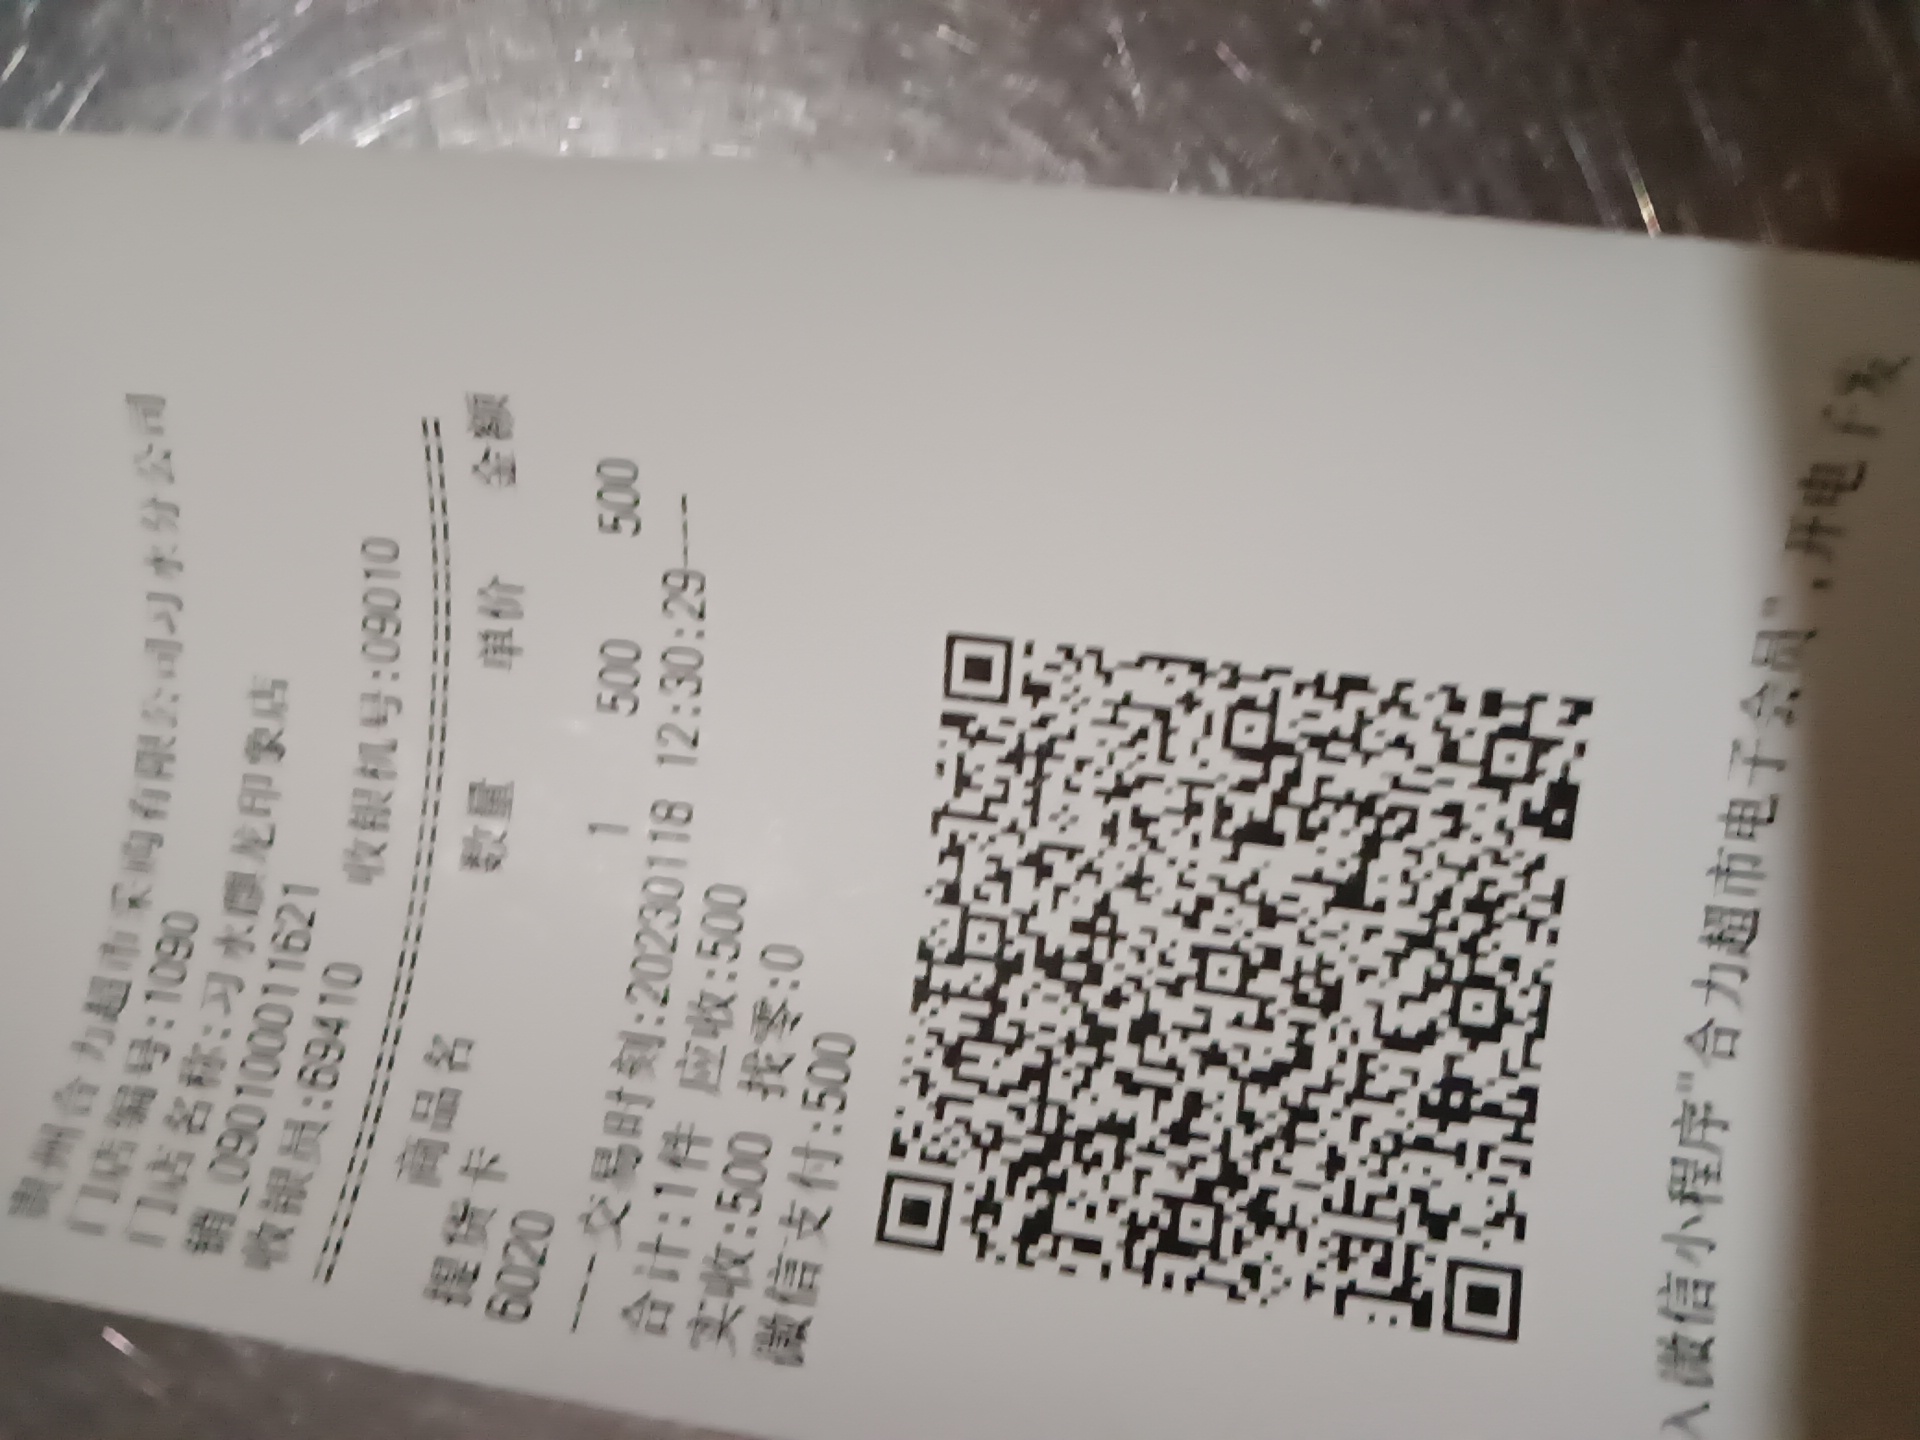 贵州合力超市采购有限公司习水分公司
门店编号:1090
门店名称:习水九龙印象店
销_0901000011621
收银员:69410 收银机号:09010
================================
商品名 数量 单价 金额
提货卡
6020 1 500 500
----交易时刻:20230118 12:30:29----
合计:1件 应收:500
实收:500 找零:0
微信支付:500
入微信小程序"合力超市电子会员",开电子发